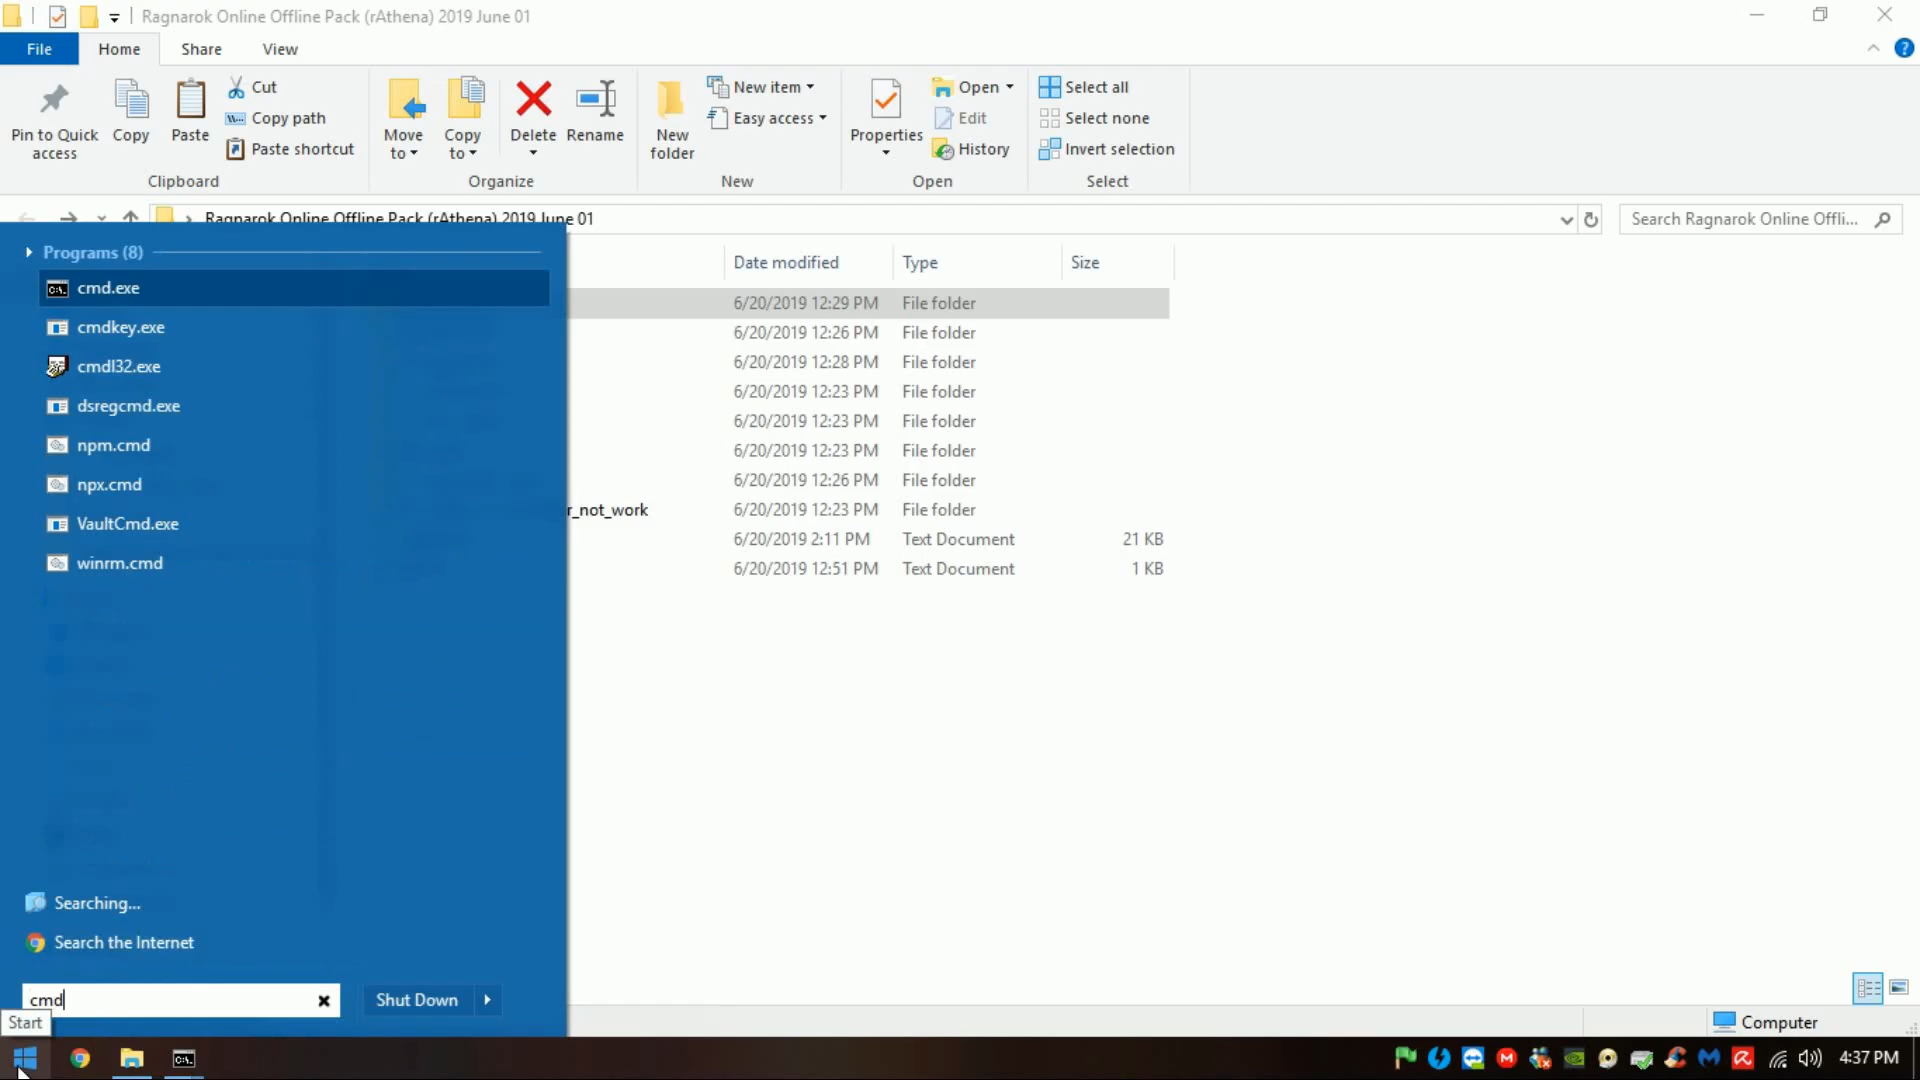 Ragnarok Online Offline Pack (rAthena) 2019 June 01
File
Home
Share
View
Pin to Quick access
Copy
Paste
Cut
Copy path
Paste shortcut
Clipboard
Move to
Copy to
Delete
Rename
Organize
New folder
New item
Easy access
New
Properties
Open
Edit
History
Open
Select all
Select none
Invert selection
Select
Ragnarok Online Offline Pack (rAthena) 2019 June 01
Search Ragnarok Online Offli...
Date modified
Type
Size
6/20/2019 12:29 PM File folder
6/20/2019 12:26 PM File folder
6/20/2019 12:28 PM File folder
6/20/2019 12:23 PM File folder
6/20/2019 12:23 PM File folder
6/20/2019 12:23 PM File folder
6/20/2019 12:26 PM File folder
r_not_work 6/20/2019 12:23 PM File folder
6/20/2019 2:11 PM Text Document 21 KB
6/20/2019 12:51 PM Text Document 1 KB
Programs (8)
cmd.exe
cmdkey.exe
cmdl32.exe
dsregcmd.exe
npm.cmd
npx.cmd
VaultCmd.exe
winrm.cmd
Searching...
Search the Internet
cmd
Shut Down
Start
Computer
4:37 PM